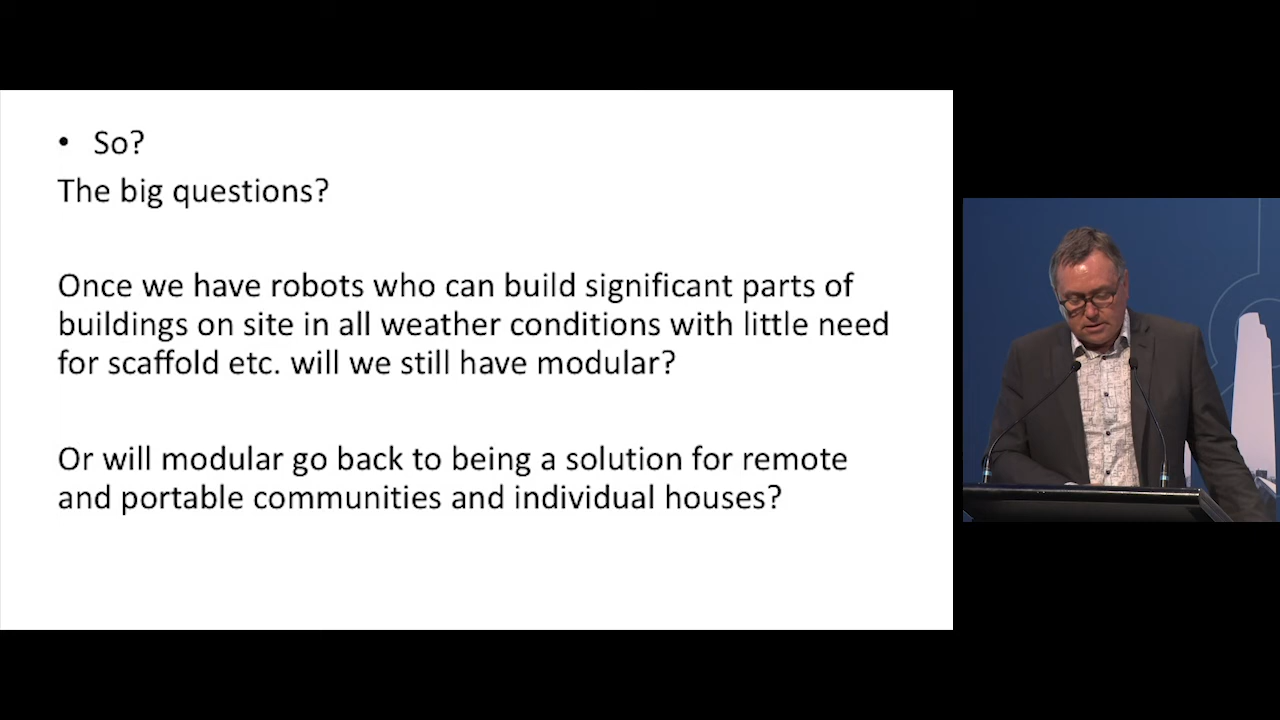 • So?
The big questions?
Once we have robots who can build significant parts of
buildings on site in all weather conditions with little need
for scaffold etc. will we still have modular?
Or will modular go back to being a solution for remote
and portable communities and individual houses?